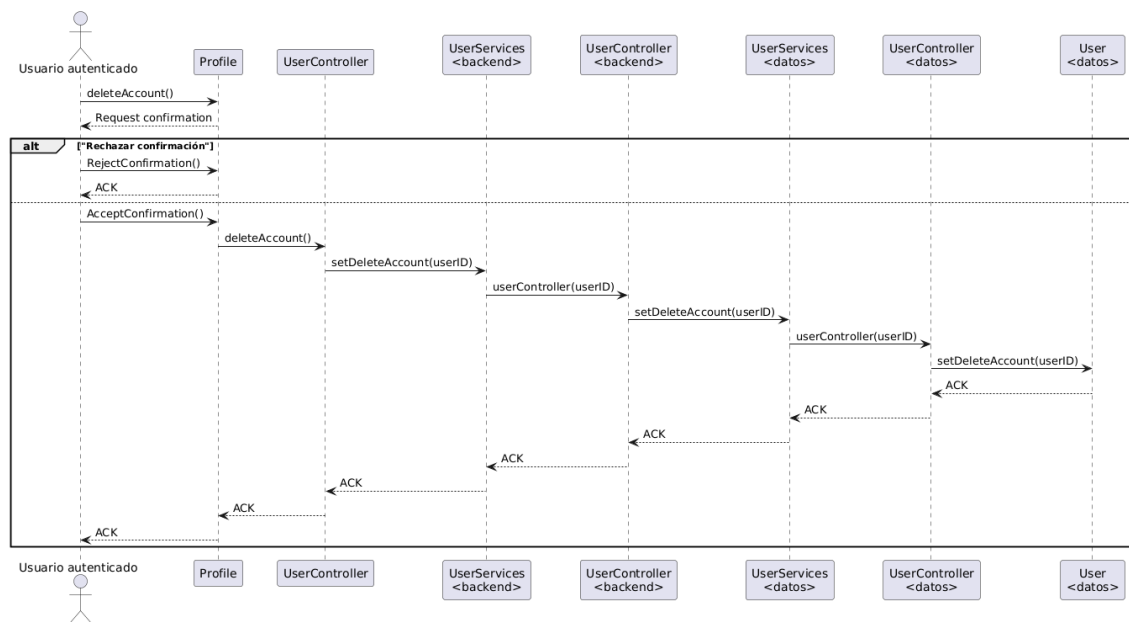 Usuario autenticado
Profile
UserController
UserServices
<backend>
UserController
<backend>
UserServices
<datos>
UserController
<datos>
User
<datos>
deleteAccount()
Request confirmation
alt
["Rechazar confirmación"]
RejectConfirmation()
ACK
AcceptConfirmation()
deleteAccount()
setDeleteAccount(userID)
userController(userID)
setDeleteAccount(userID)
userController(userID)
setDeleteAccount(userID)
ACK
ACK
ACK
ACK
ACK
ACK
ACK
Usuario autenticado
Profile
UserController
UserServices
<backend>
UserController
<backend>
UserServices
<datos>
UserController
<datos>
User
<datos>